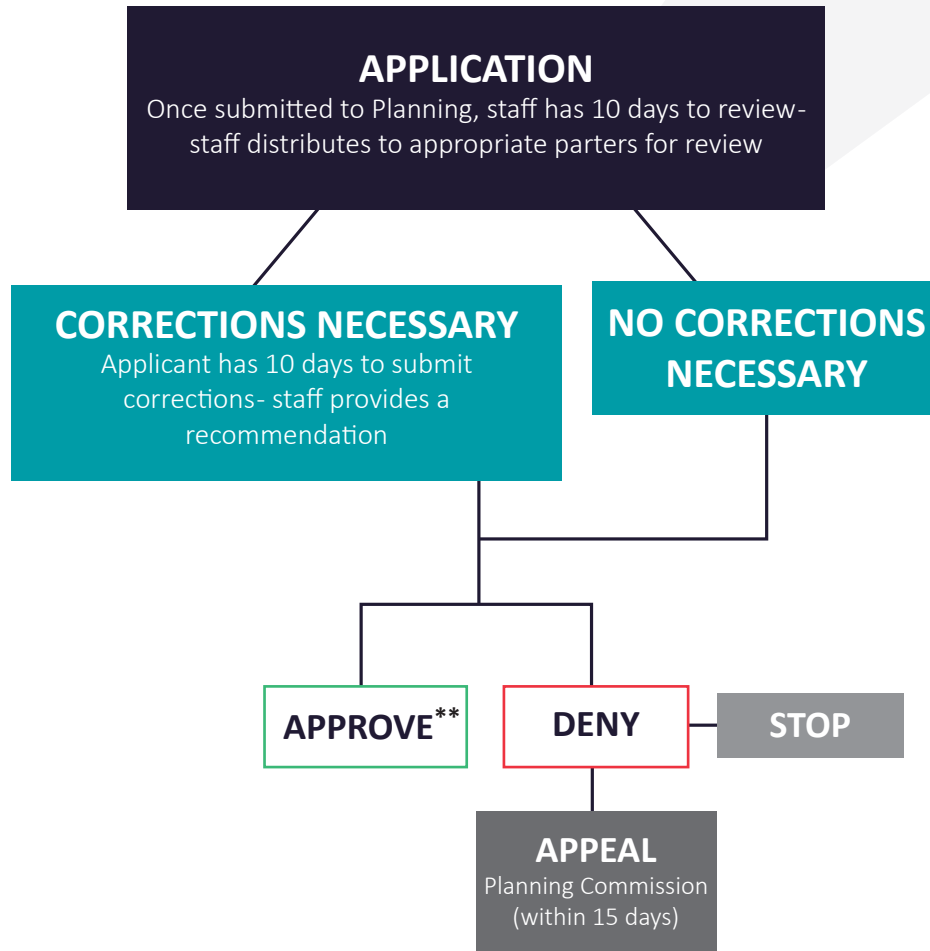 APPLICATION
Once submitted to Planning, staff has 10 days to review-
staff distributes to appropriate parters for review
CORRECTIONS NECESSARY
Applicant has 10 days to submit
corrections- staff provides a
recommendation
NO CORRECTIONS
NECESSARY
APPROVE**
DENY
STOP
APPEAL
Planning Commission
(within 15 days)